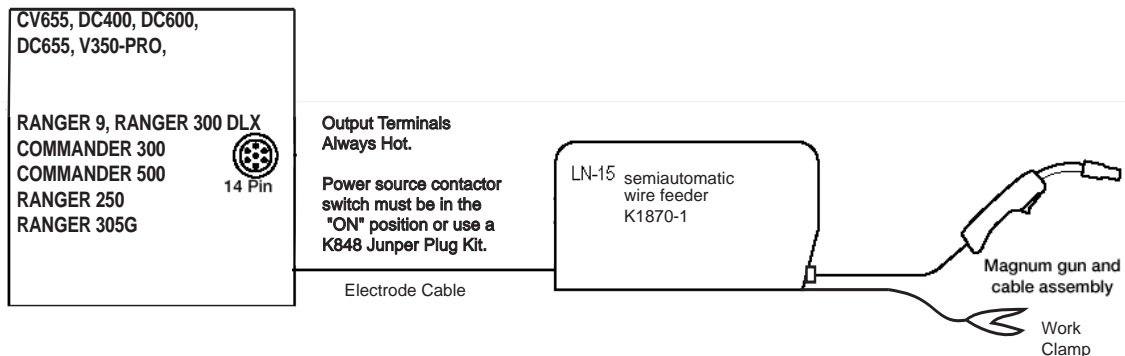 CV655, DC400, DC600,
DC655, V350-PRO,
RANGER 9, RANGER 300 DLX
COMMANDER 300
COMMANDER 500
RANGER 250
RANGER 305G
14 Pin
Output Terminals
Always Hot.
Power source contactor
switch must be in the
"ON" position or use a
K848 Junper Plug Kit.
Electrode Cable
LN-15 semiautomatic
wire feeder
K1870-1
Magnum gun and
cable assembly
Work
Clamp